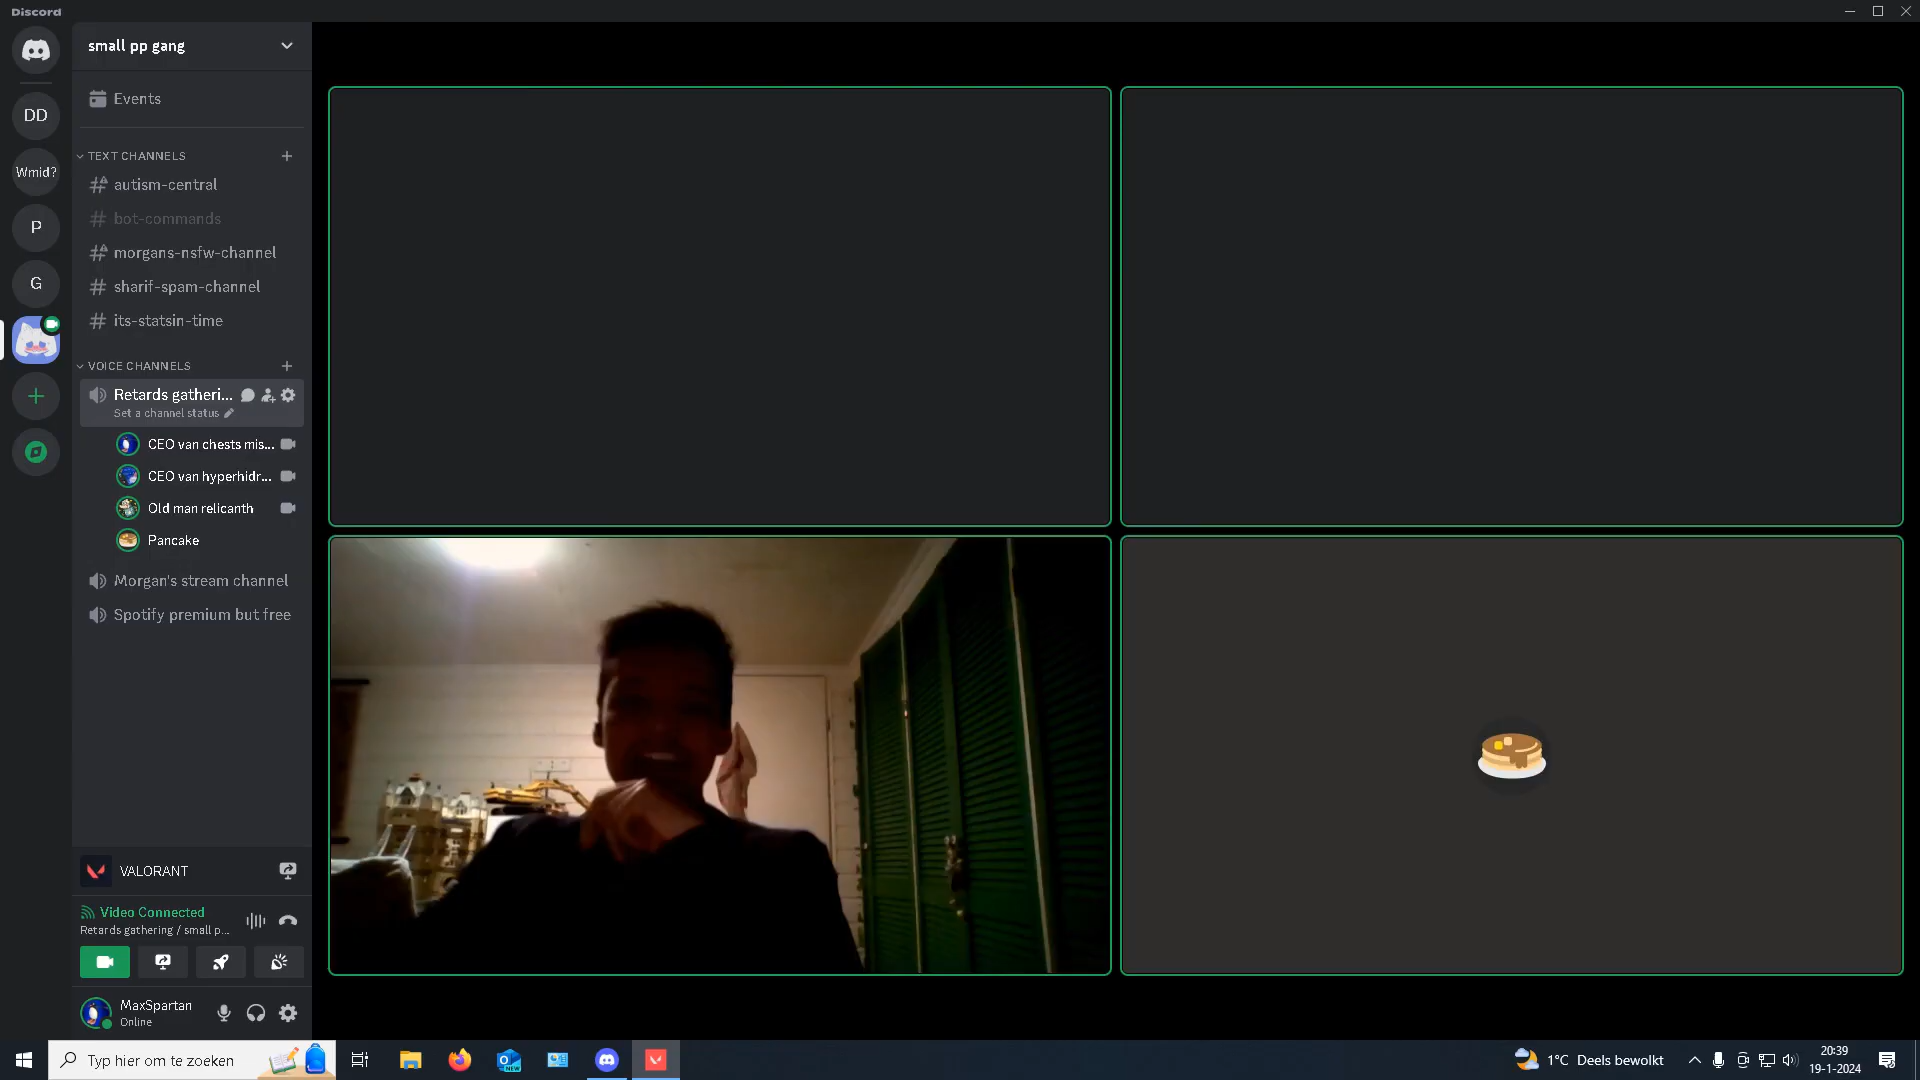 Discord
small pp gang
Events
TEXT CHANNELS
autism-central
bot-commands
morgans-nsfw-channel
sharif-spam-channel
its-statsin-time
VOICE CHANNELS
Retards gatheri...
Set a channel status
CEO van chests mis...
CEO van hyperhidr...
Old man relicanth
Pancake
Morgan's stream channel
Spotify premium but free
DD
Wmid?
P
G
VALORANT
Video Connected
Retards gathering / small p...
MaxSpartan
Online
Typ hier om te zoeken
NEW
1°C Deels bewolkt
20:39
19-1-2024